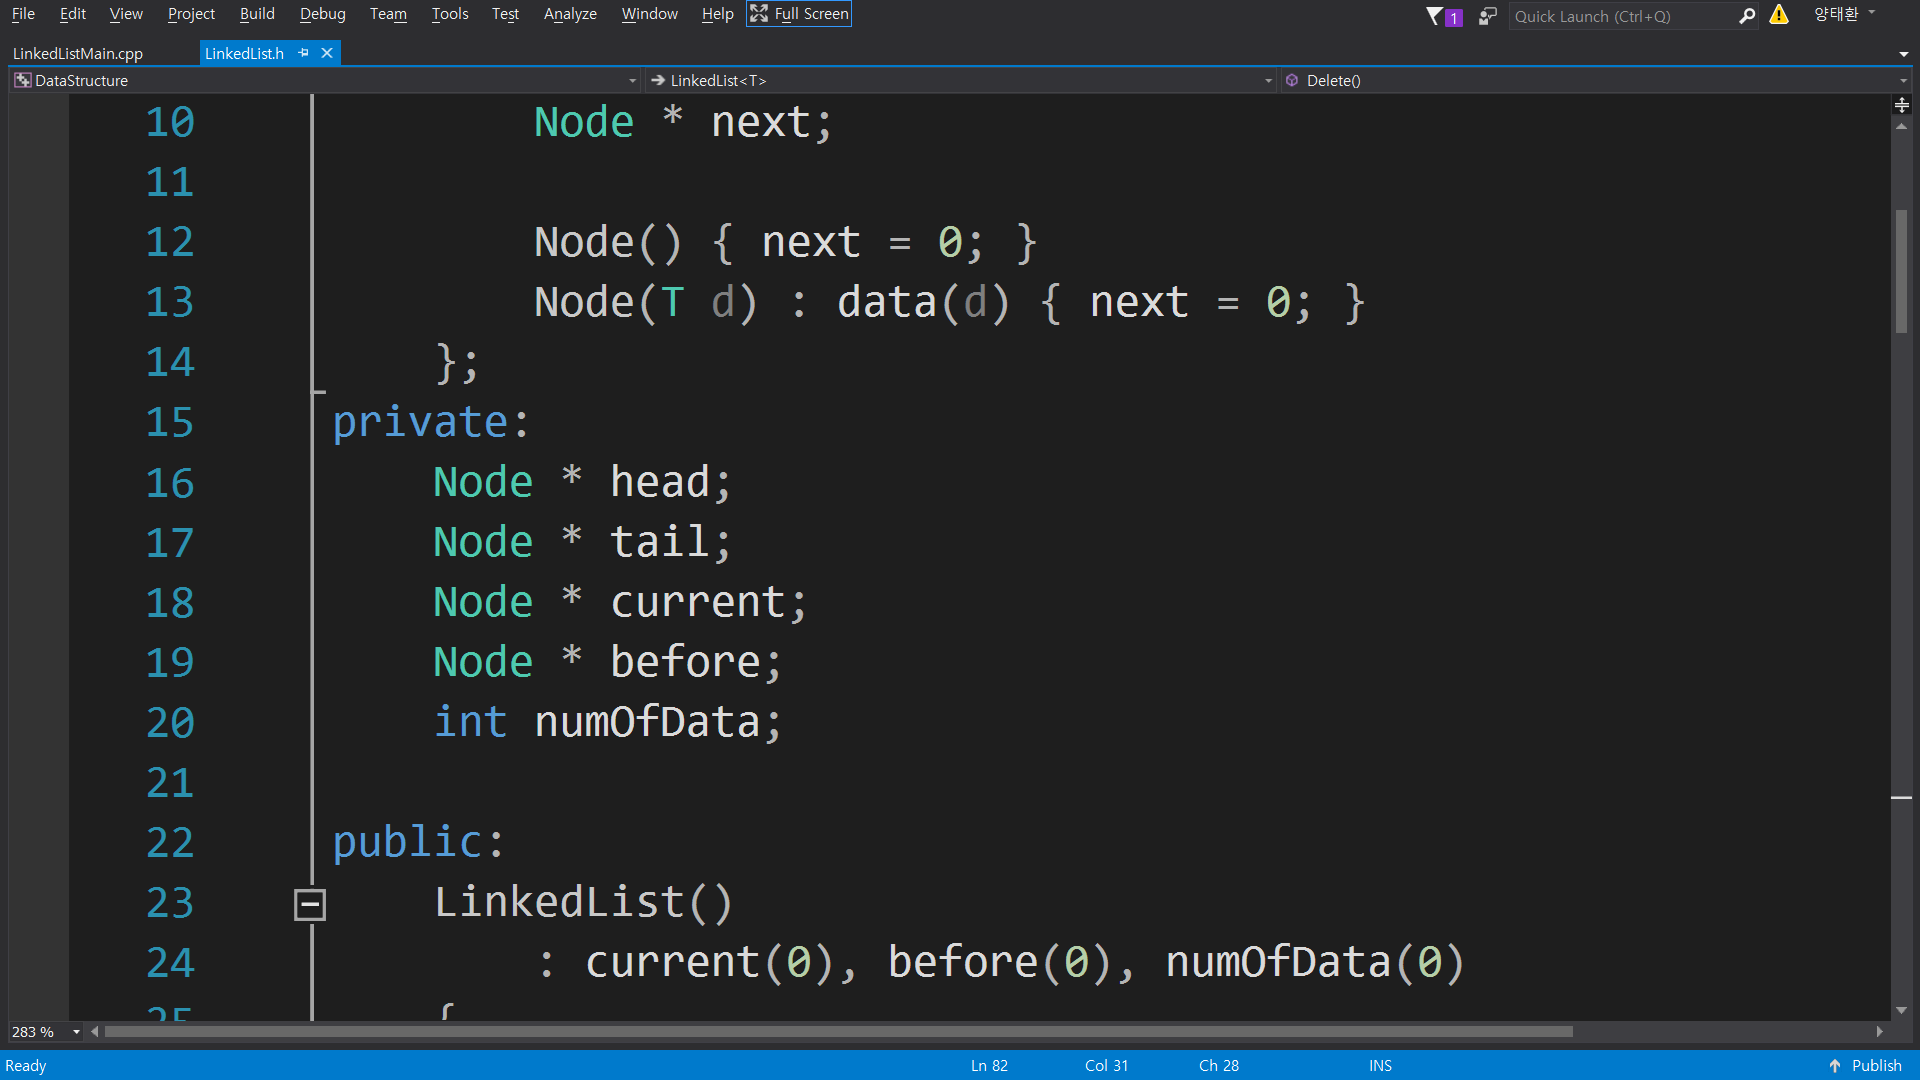 File Edit View Project Build Debug Team Tools Test Analyze Window Help Full Screen 1 Quick Launch (Ctrl+Q) 양태환
LinkedListMain.cpp LinkedList.h
DataStructure LinkedList<T> Delete()
10 Node * next;
11
12 Node() { next = 0; }
13 Node(T d) : data(d) { next = 0; }
14 };
15 private:
16 Node * head;
17 Node * tail;
18 Node * current;
19 Node * before;
20 int numOfData;
21
22 public:
23 LinkedList()
24 : current(0), before(0), numOfData(0)
25 {
283 %
Ready Ln 82 Col 31 Ch 28 INS Publish